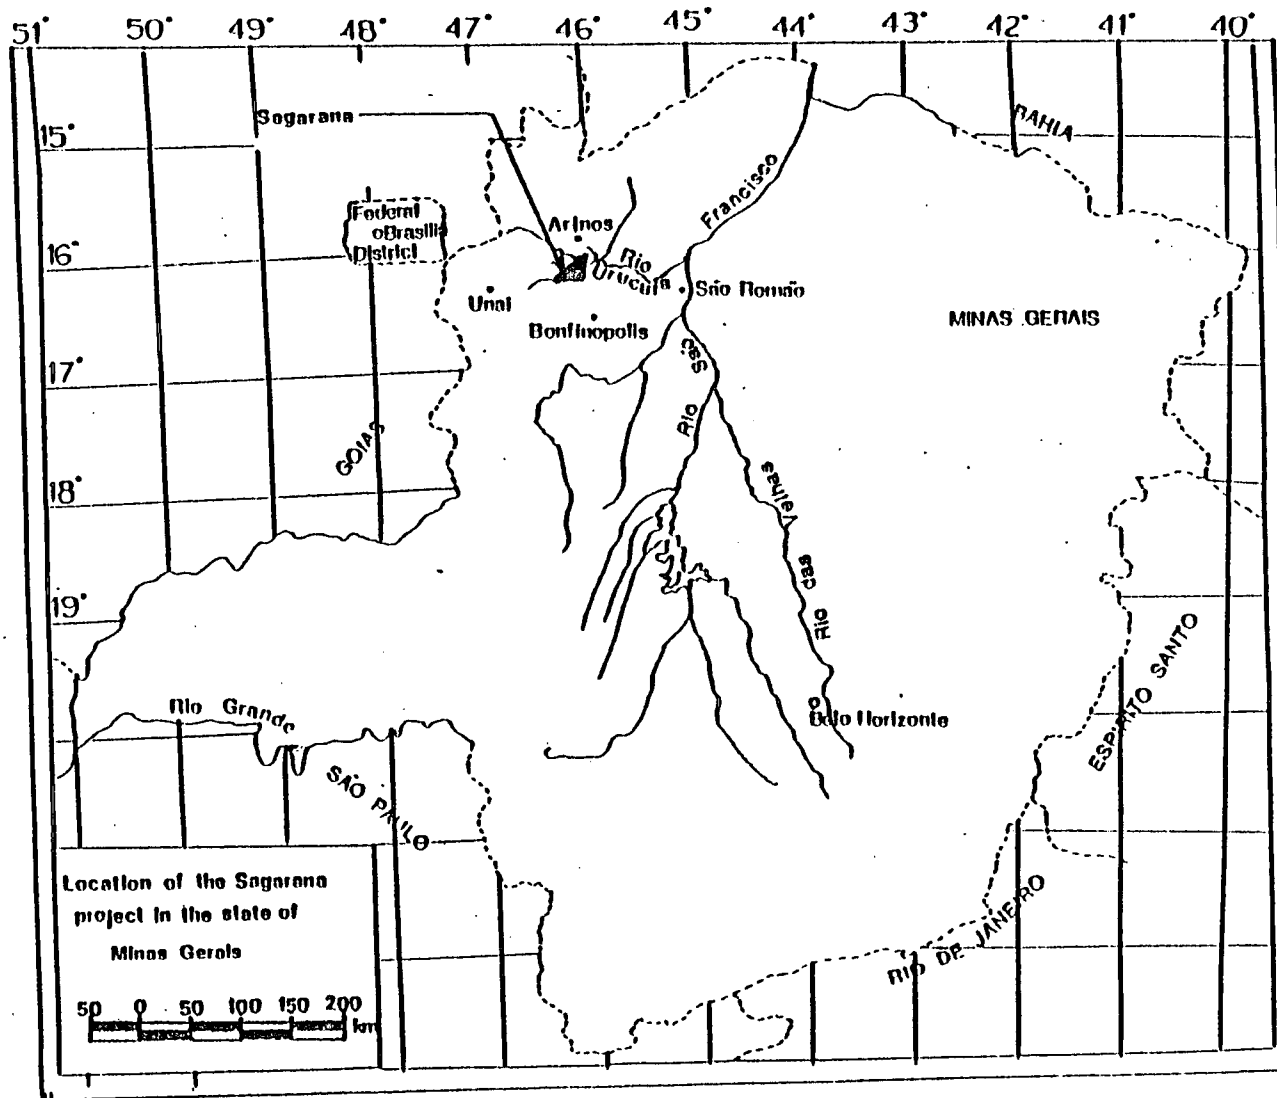 51° 50° 49° 48° 47° 46° 45° 44° 43° 42° 41° 40°
Sagarana
BAHIA
15°
Francisco
Federal
Brasilia
District
Arinos
16°
Rio
Urucuia
Unai
São Romão
Bonfinopolis
MINAS GERAIS
17°
São
Rio
GOIAS
18°
Velhas
das
Rio
19°
ESPIRITO SANTO
Rio Grande
Belo Horizonte
SÃO PAULO
RIO DE JANEIRO
Location of the Sagarana
project in the state of
Minas Gerais
50 0 50 100 150 200
km